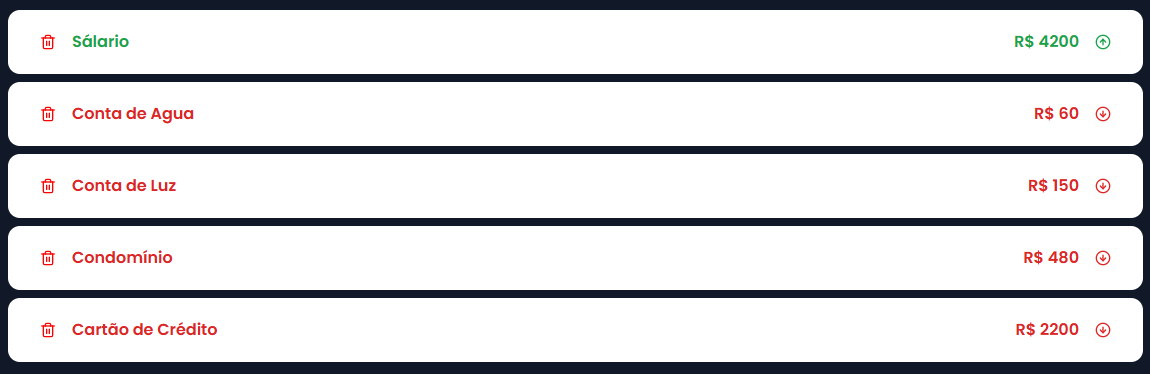 Sálario R$ 4200
Conta de Agua R$ 60
Conta de Luz R$ 150
Condomínio R$ 480
Cartão de Crédito R$ 2200